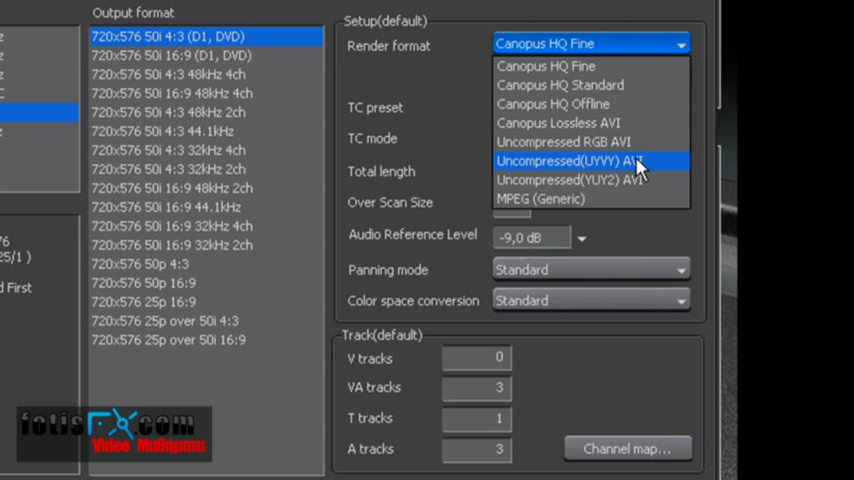 Output format
720x576 50i 4:3 (D1, DVD)
720x576 50i 16:9 (D1, DVD)
720x576 50i 4:3 48kHz 4ch
720x576 50i 16:9 48kHz 4ch
720x576 50i 4:3 48kHz 2ch
720x576 50i 4:3 44.1kHz
720x576 50i 4:3 32kHz 4ch
720x576 50i 4:3 32kHz 2ch
720x576 50i 16:9 48kHz 2ch
720x576 50i 16:9 44.1kHz
720x576 50i 16:9 32kHz 4ch
720x576 50i 16:9 32kHz 2ch
720x576 50p 4:3
720x576 50p 16:9
720x576 25p 16:9
720x576 25p over 50i 4:3
720x576 25p over 50i 16:9
76
25/1 )
d First
Setup(default)
Render format
Canopus HQ Fine
Canopus HQ Fine
Canopus HQ Standard
Canopus HQ Offline
Canopus Lossless AVI
Uncompressed RGB AVI
Uncompressed(UYVY) AVI
Uncompressed(YUY2) AVI
MPEG (Generic)
TC preset
TC mode
Total length
Over Scan Size
Audio Reference Level
-9,0 dB
Panning mode
Standard
Color space conversion
Standard
Track(default)
V tracks
0
VA tracks
3
T tracks
1
A tracks
3
Channel map...
fotisFX.com
Video Μαθήματα